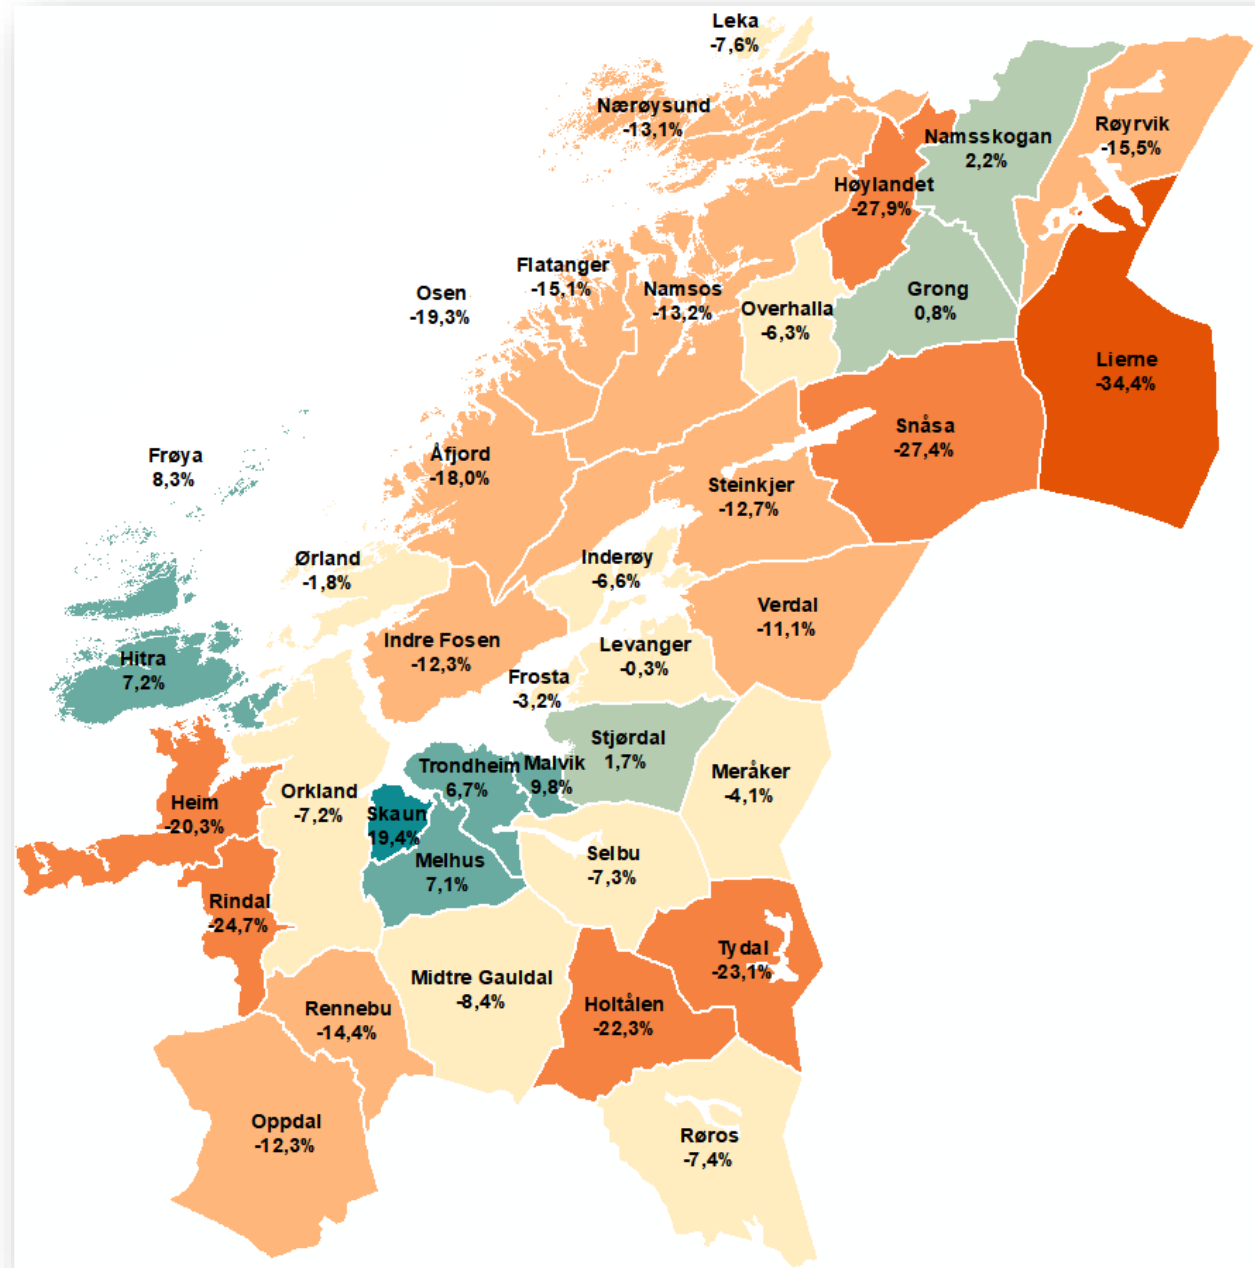 Leka
-7,6%
Nærøysund
-13,1%
Namsskogan
2,2%
Røyrvik
-15,5%
Høylandet
-27,9%
Flatanger
-15,1%
Osen
-19,3%
Namsos
-13,2%
Overhalla
-6,3%
Grong
0,8%
Lierne
-34,4%
Snåsa
-27,4%
Frøya
8,3%
Åfjord
-18,0%
Steinkjer
-12,7%
Ørland
-1,8%
Inderøy
-6,6%
Verdal
-11,1%
Indre Fosen
-12,3%
Levanger
-0,3%
Hitra
7,2%
Frosta
-3,2%
Stjørdal
1,7%
Trondheim
6,7%
Malvik
9,8%
Meråker
-4,1%
Orkland
-7,2%
Heim
-20,3%
Skaun
19,4%
Melhus
7,1%
Selbu
-7,3%
Rindal
-24,7%
Tydal
-23,1%
Midtre Gauldal
-8,4%
Holtålen
-22,3%
Rennebu
-14,4%
Oppdal
-12,3%
Røros
-7,4%